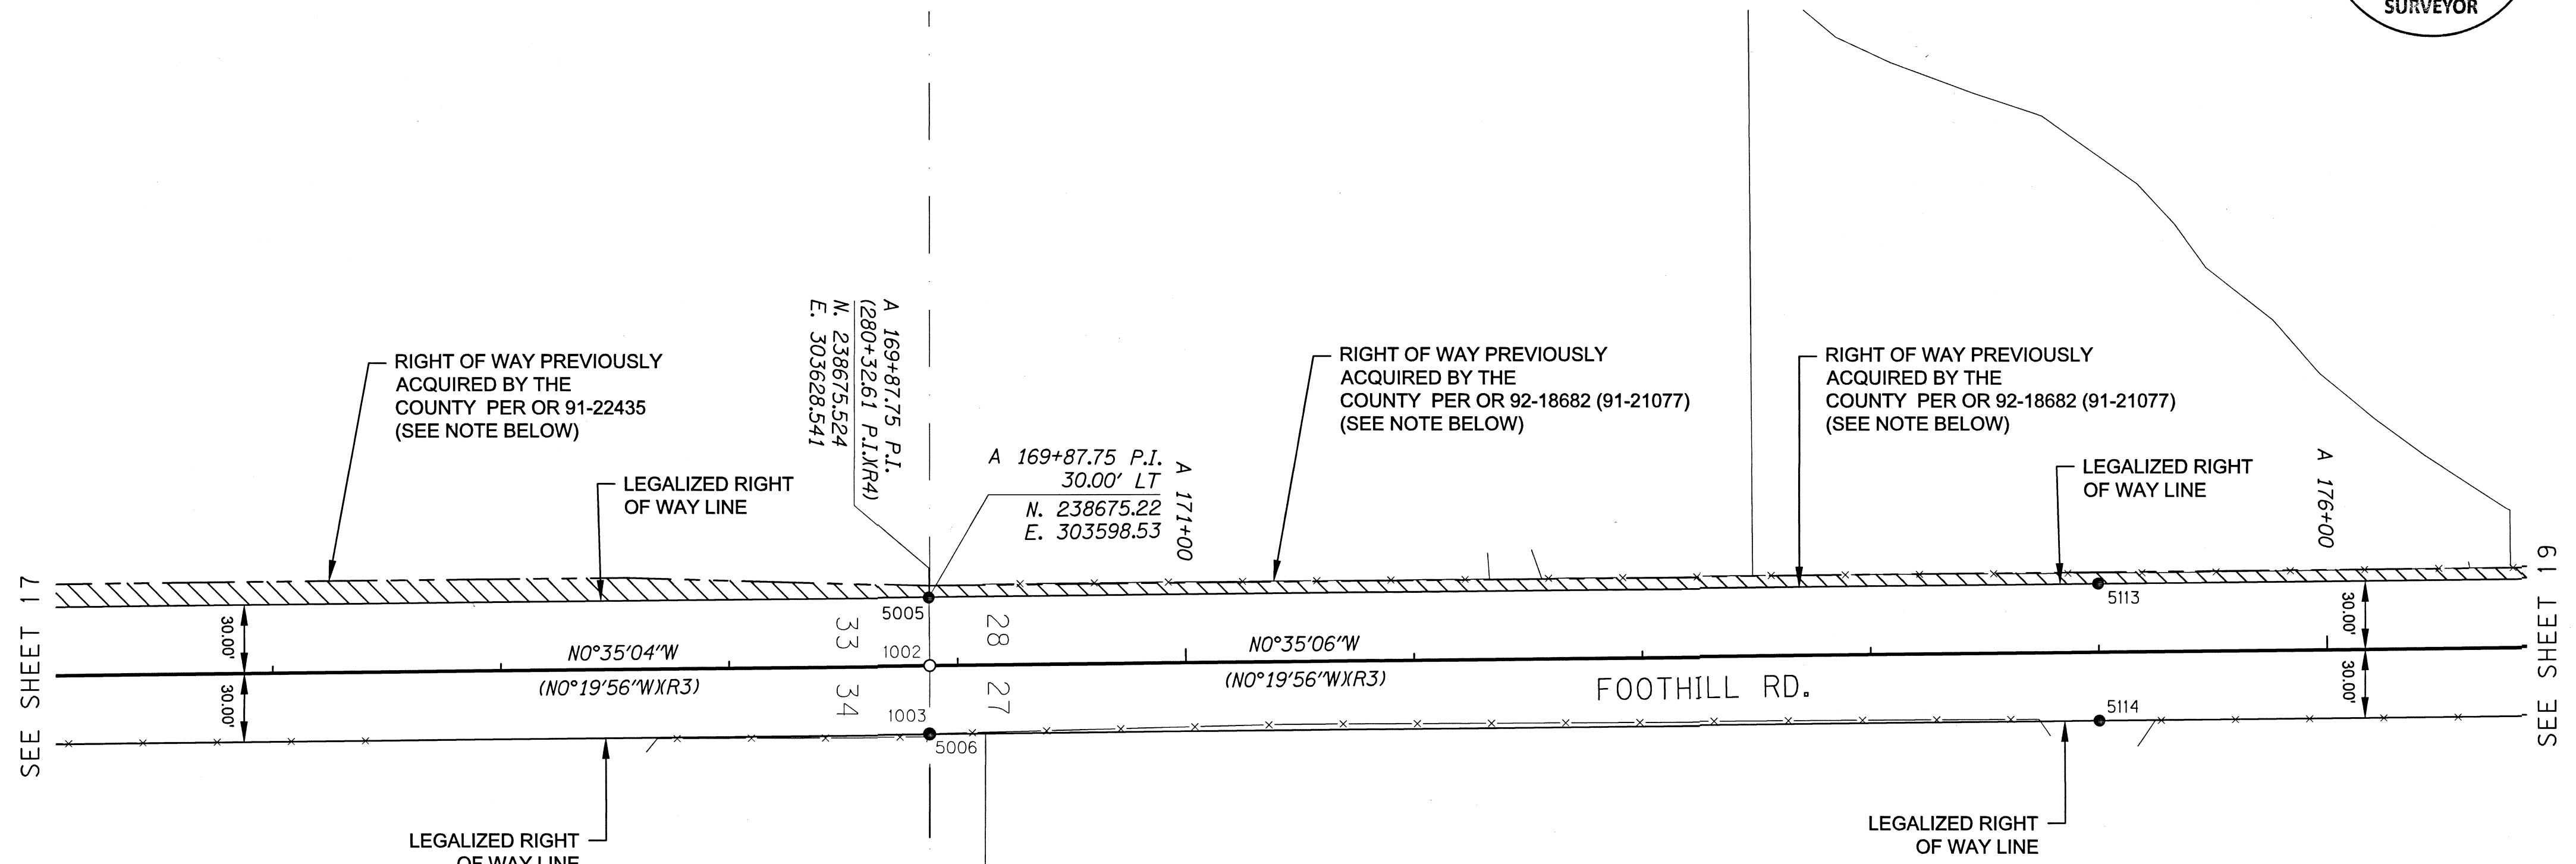 SURVEYOR
RIGHT OF WAY PREVIOUSLY
ACQUIRED BY THE
COUNTY PER OR 91-22435
(SEE NOTE BELOW)
LEGALIZED RIGHT
OF WAY LINE
A 169+87.75 P.I.
(280+32.61 P.I.)(R4)
N. 238675.524
E. 303628.541
A 169+87.75 P.I.
30.00' LT
N. 238675.22
E. 303598.53
A 171+00
RIGHT OF WAY PREVIOUSLY
ACQUIRED BY THE
COUNTY PER OR 92-18682 (91-21077)
(SEE NOTE BELOW)
RIGHT OF WAY PREVIOUSLY
ACQUIRED BY THE
COUNTY PER OR 92-18682 (91-21077)
(SEE NOTE BELOW)
LEGALIZED RIGHT
OF WAY LINE
A 176+00
SEE SHEET 17
30.00'
30.00'
N0°35'04"W
(N0°19'56"W)(R3)
5005
33
28
1002
34
27
1003
5006
N0°35'06"W
(N0°19'56"W)(R3)
FOOTHILL RD.
5113
5114
30.00'
30.00'
SEE SHEET 19
LEGALIZED RIGHT
OF WAY LINE
LEGALIZED RIGHT
OF WAY LINE